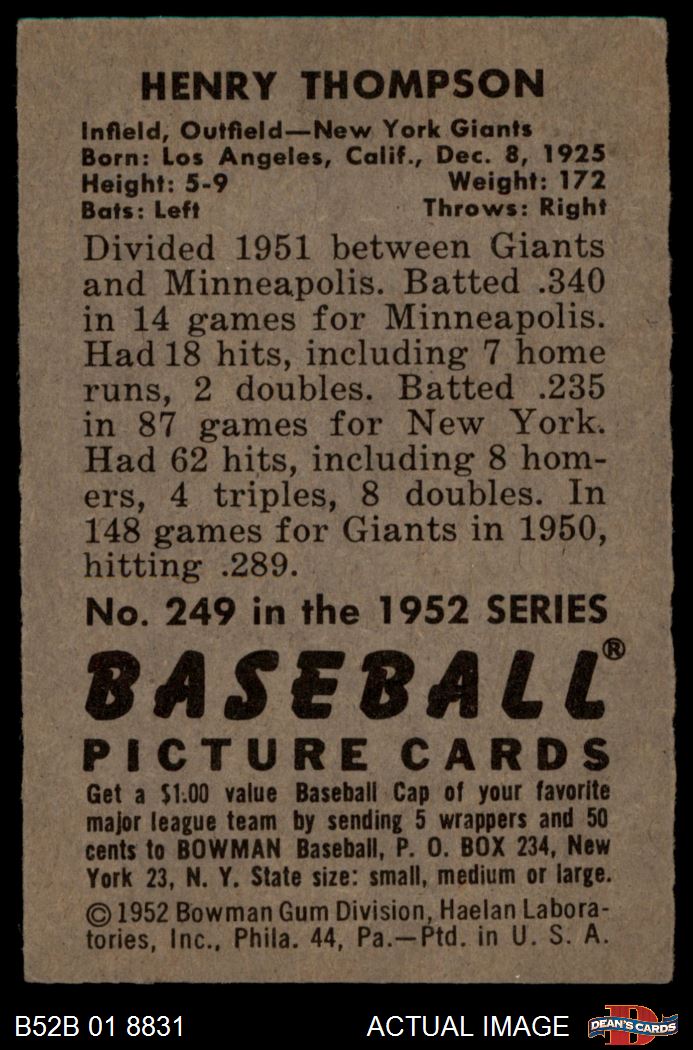 HENRY THOMPSON
Infield, Outfield—New York Giants
Born: Los Angeles, Calif., Dec. 8, 1925
Height: 5-9 Weight: 172
Bats: Left Throws: Right
Divided 1951 between Giants
and Minneapolis. Batted .340
in 14 games for Minneapolis.
Had 18 hits, including 7 home
runs, 2 doubles. Batted .235
in 87 games for New York.
Had 62 hits, including 8 hom-
ers, 4 triples, 8 doubles. In
148 games for Giants in 1950,
hitting .289.
No. 249 in the 1952 SERIES
BASEBALL®
PICTURE CARDS
Get a $1.00 value Baseball Cap of your favorite
major league team by sending 5 wrappers and 50
cents to BOWMAN Baseball, P. O. BOX 234, New
York 23, N. Y. State size: small, medium or large.
© 1952 Bowman Gum Division, Haelan Labora-
tories, Inc., Phila. 44, Pa.—Ptd. in U. S. A.
B52B 01 8831 ACTUAL IMAGE D DEAN'S CARDS